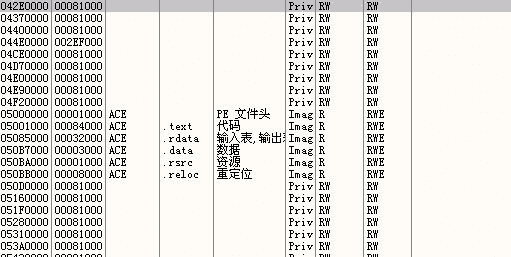 042E0000 00081000 Priv RW RW
04370000 00081000 Priv RW RW
04400000 00081000 Priv RW RW
044E0000 002EF000 Priv RW RW
04CE0000 00081000 Priv RW RW
04D70000 00081000 Priv RW RW
04E00000 00081000 Priv RW RW
04E90000 00081000 Priv RW RW
04F20000 00081000 Priv RW RW
05000000 00001000 ACE PE 文件头 Imag R RWE
05001000 00084000 ACE .text 代码 Imag R RWE
05085000 00032000 ACE .rdata 输入表,输出 Imag R RWE
050B7000 00003000 ACE .data 数据 Imag R RWE
050BA000 00001000 ACE .rsrc 资源 Imag R RWE
050BB000 00008000 ACE .reloc 重定位 Imag R RWE
050D0000 00081000 Priv RW RW
05160000 00081000 Priv RW RW
051F0000 00081000 Priv RW RW
05280000 00081000 Priv RW RW
05310000 00081000 Priv RW RW
053A0000 00081000 Priv RW RW